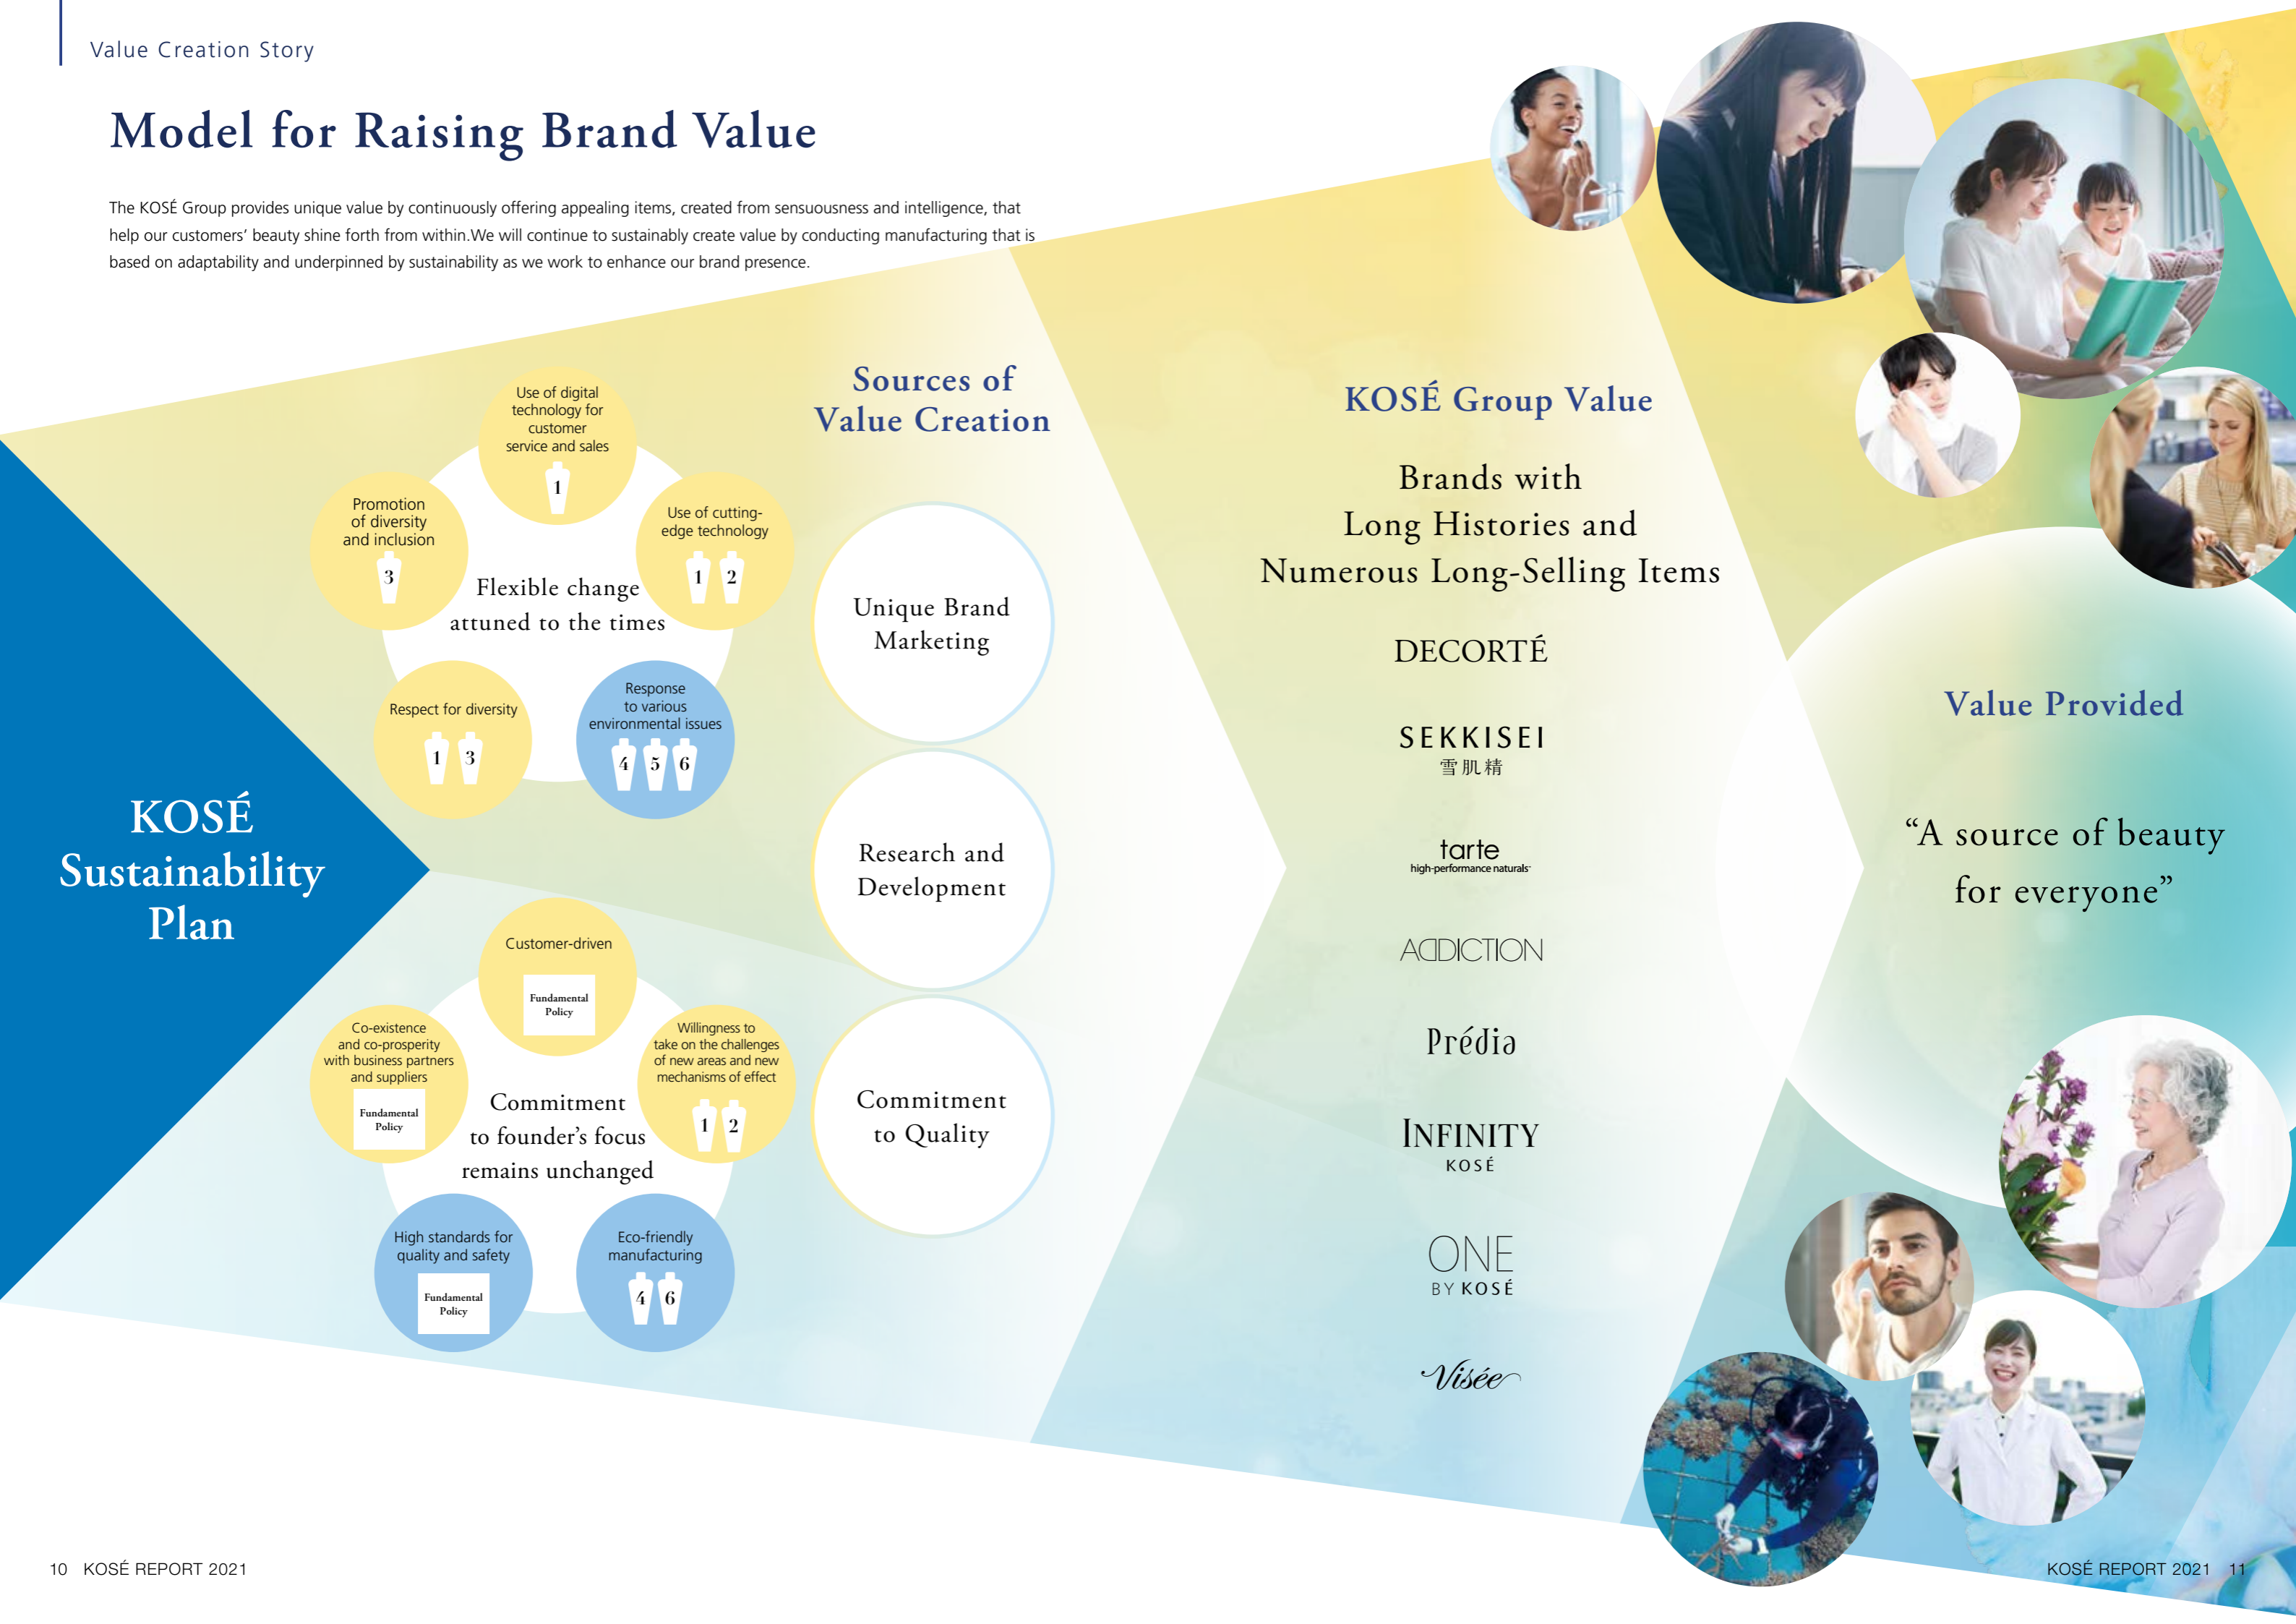 Value Creation Story
Model for Raising Brand Value
The KOSÉ Group provides unique value by continuously offering appealing items, created from sensuousness and intelligence, that
help our customers’ beauty shine forth from within.We will continue to sustainably create value by conducting manufacturing that is
based on adaptability and underpinned by sustainability as we work to enhance our brand presence.
KOSÉ
Sustainability
Plan
Use of digital
technology for
customer
service and sales
1
Promotion
of diversity
and inclusion
3
Use of cutting-
edge technology
1 2
Flexible change
attuned to the times
Respect for diversity
1 3
Response
to various
environmental issues
4 5 6
Customer-driven
Fundamental
Policy
Co-existence
and co-prosperity
with business partners
and suppliers
Fundamental
Policy
Willingness to
take on the challenges
of new areas and new
mechanisms of effect
1 2
Commitment
to founder’s focus
remains unchanged
High standards for
quality and safety
Fundamental
Policy
Eco-friendly
manufacturing
4 6
Sources of
Value Creation
Unique Brand
Marketing
Research and
Development
Commitment
to Quality
KOSÉ Group Value
Brands with
Long Histories and
Numerous Long-Selling Items
DECORTÉ
SEKKISEI
雪肌精
tarte
high-performance naturals™
ADDICTION
Prédia
INFINITY
KOSÉ
ONE
BY KOSÉ
Visée
Value Provided
“A source of beauty
for everyone”
10 KOSÉ REPORT 2021
KOSÉ REPORT 2021 11